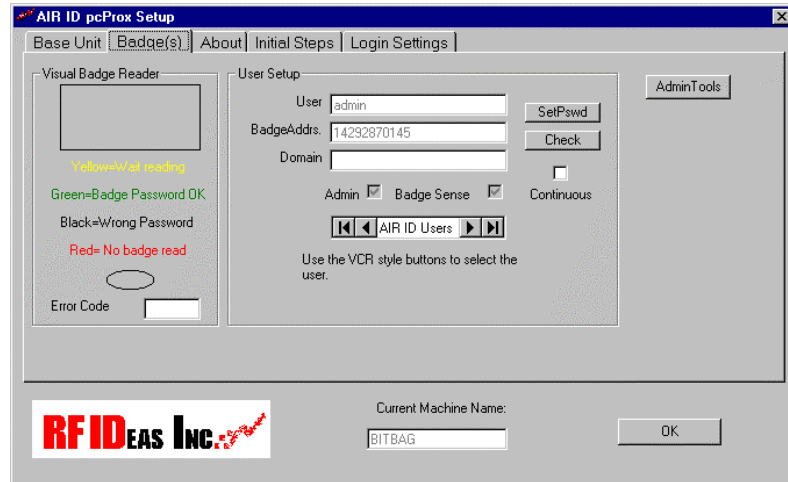 AIR ID pcProx Setup
Base Unit Badge(s) About Initial Steps Login Settings
Visual Badge Reader
Yellow=Wait reading
Green=Badge Password OK
Black=Wrong Password
Red= No badge read
Error Code
User Setup
User admin
BadgeAddrs. 14292870145
Domain
SetPswd
Check
Admin Badge Sense Continuous
AIR ID Users
Use the VCR style buttons to select the
user.
AdminTools
RF IDEAS INC.
Current Machine Name:
BITBAG
OK